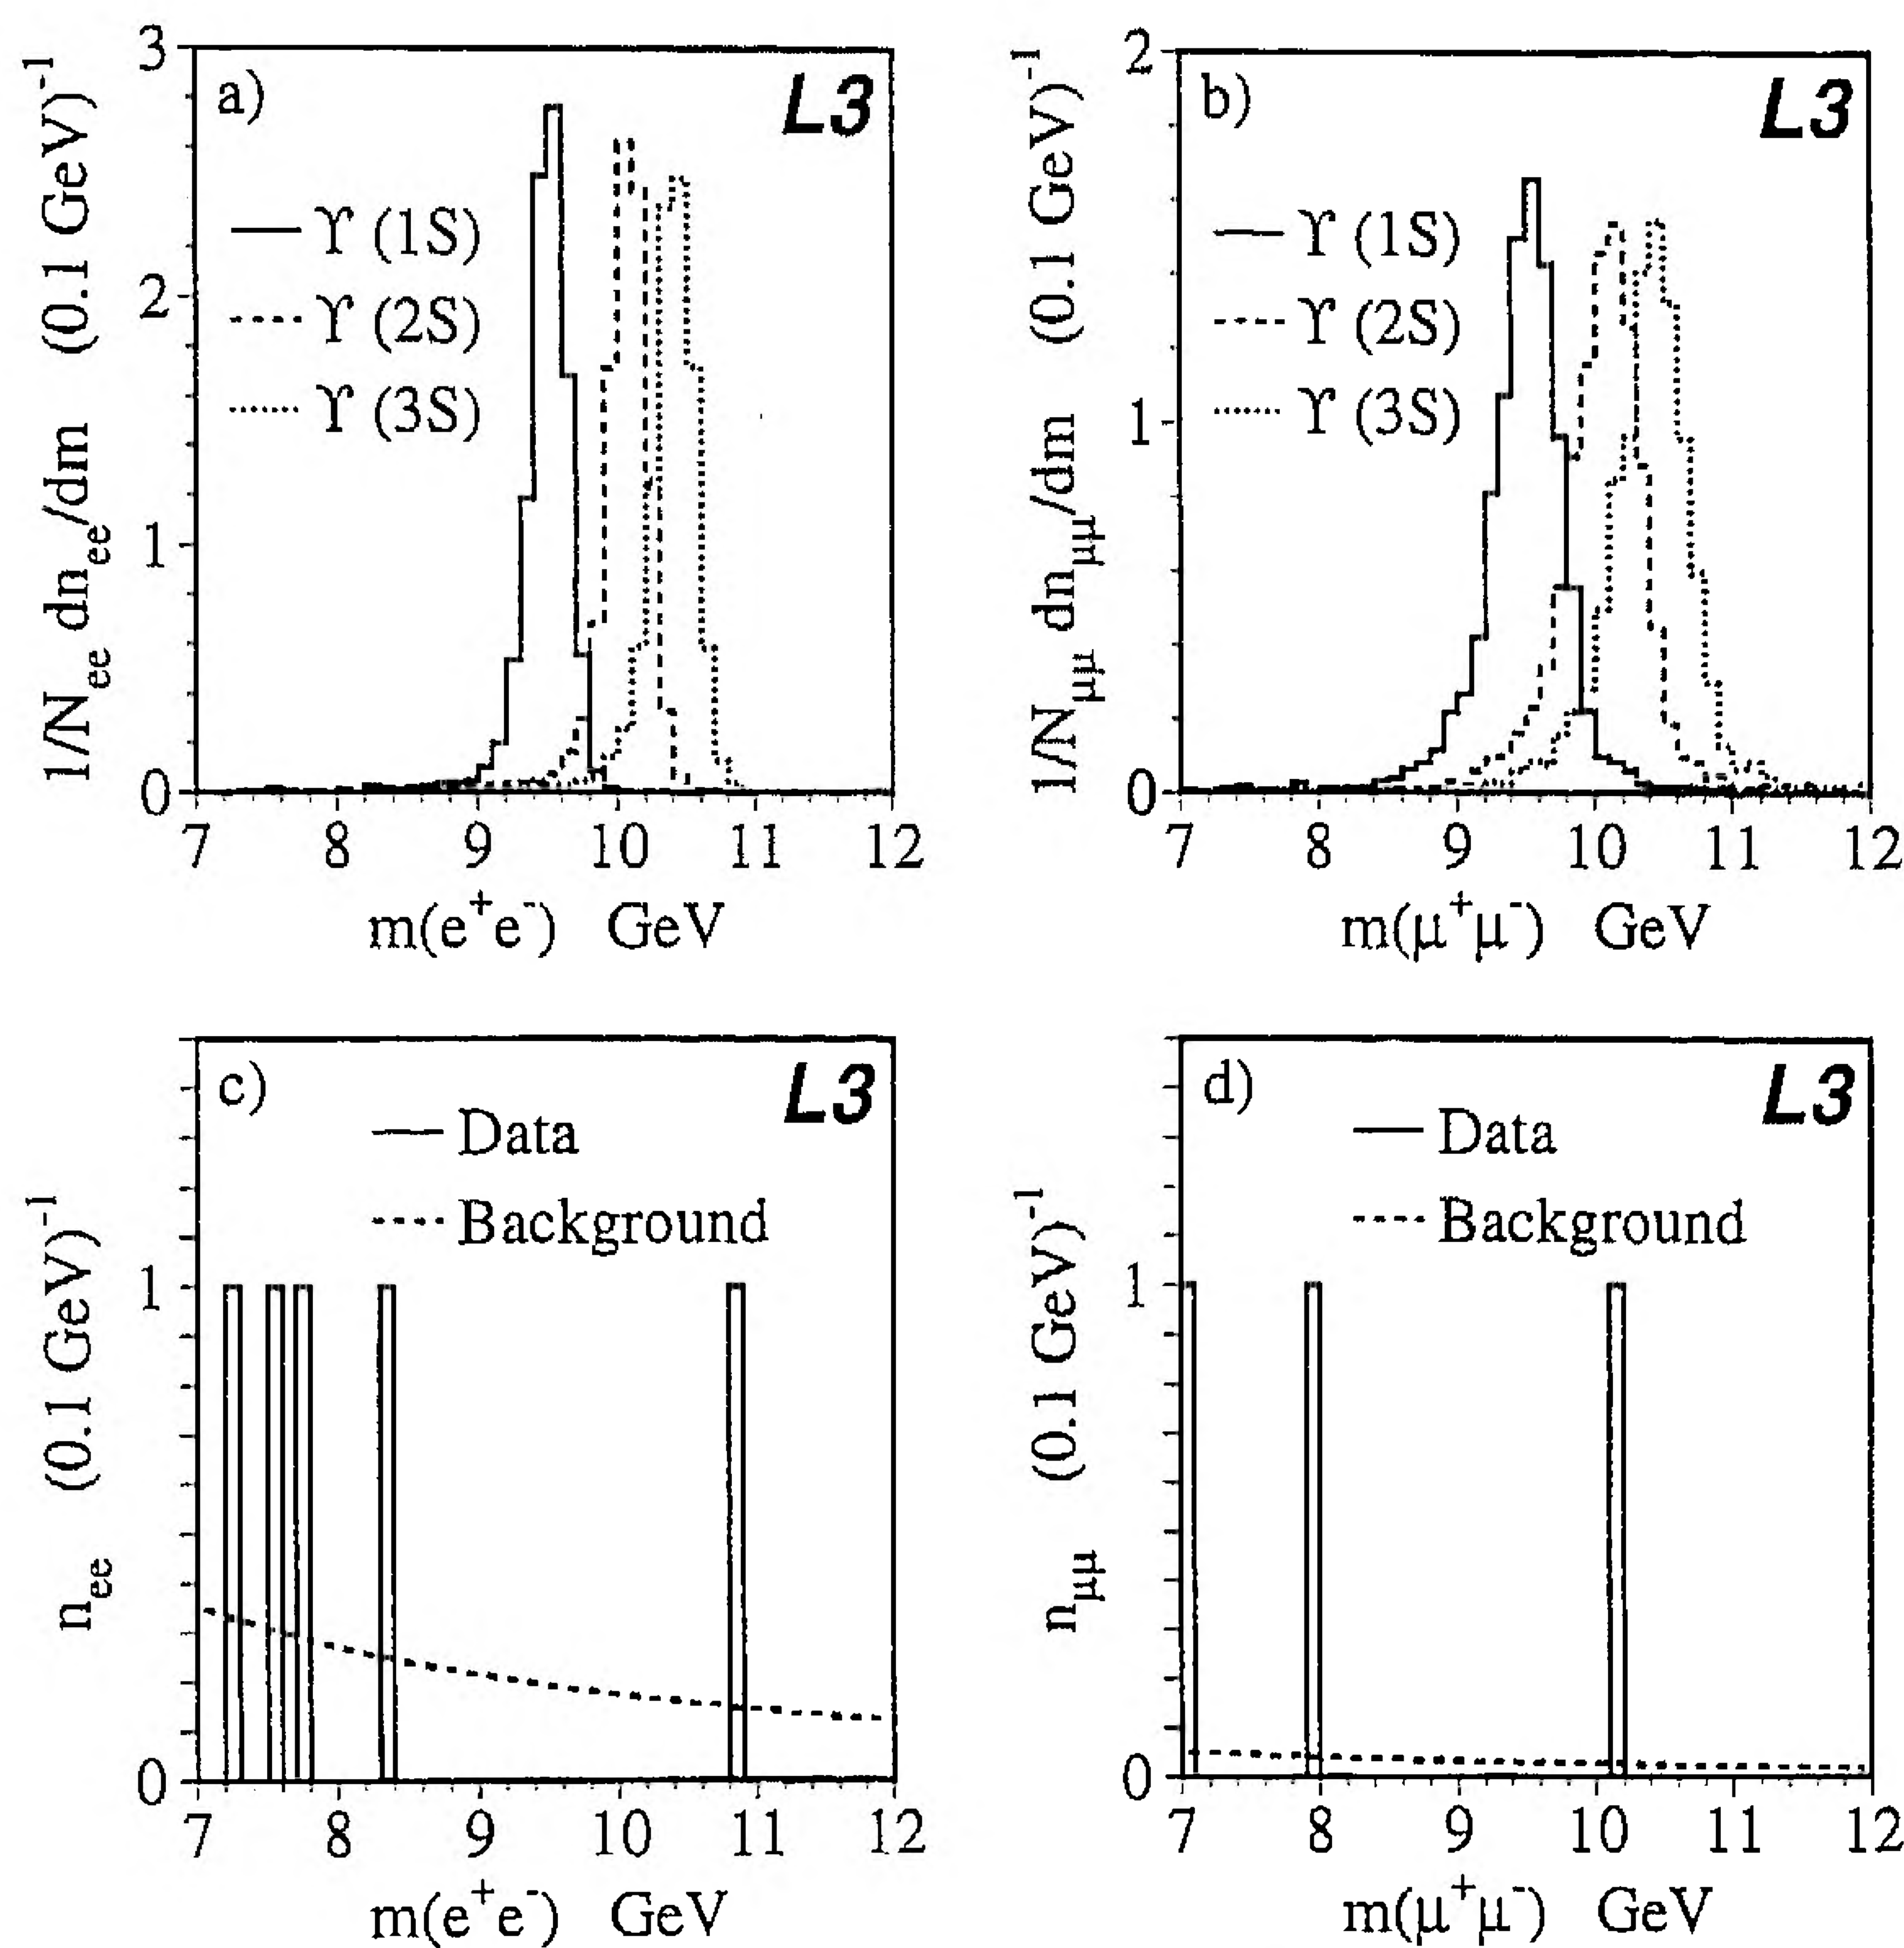 a)
L3
3
2
1
0
1/N_ee dn_ee/dm (0.1 GeV)^-1
ϒ (1S)
ϒ (2S)
ϒ (3S)
7 8 9 10 11 12
m(e^+e^-) GeV
b)
L3
2
1
0
1/N_μμ dn_μμ/dm (0.1 GeV)^-1
ϒ (1S)
ϒ (2S)
ϒ (3S)
7 8 9 10 11 12
m(μ^+μ^-) GeV
c)
L3
Data
Background
1
0
n_ee (0.1 GeV)^-1
7 8 9 10 11 12
m(e^+e^-) GeV
d)
L3
Data
Background
1
0
n_μμ (0.1 GeV)^-1
7 8 9 10 11 12
m(μ^+μ^-) GeV